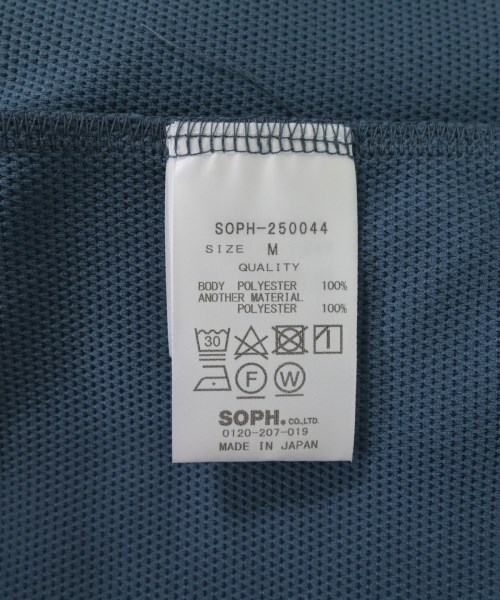 SOPH-250044
SIZE M
QUALITY
BODY POLYESTER 100%
ANOTHER MATERIAL
POLYESTER 100%
30
F W
SOPH. CO.,LTD.
0120-207-019
MADE IN JAPAN